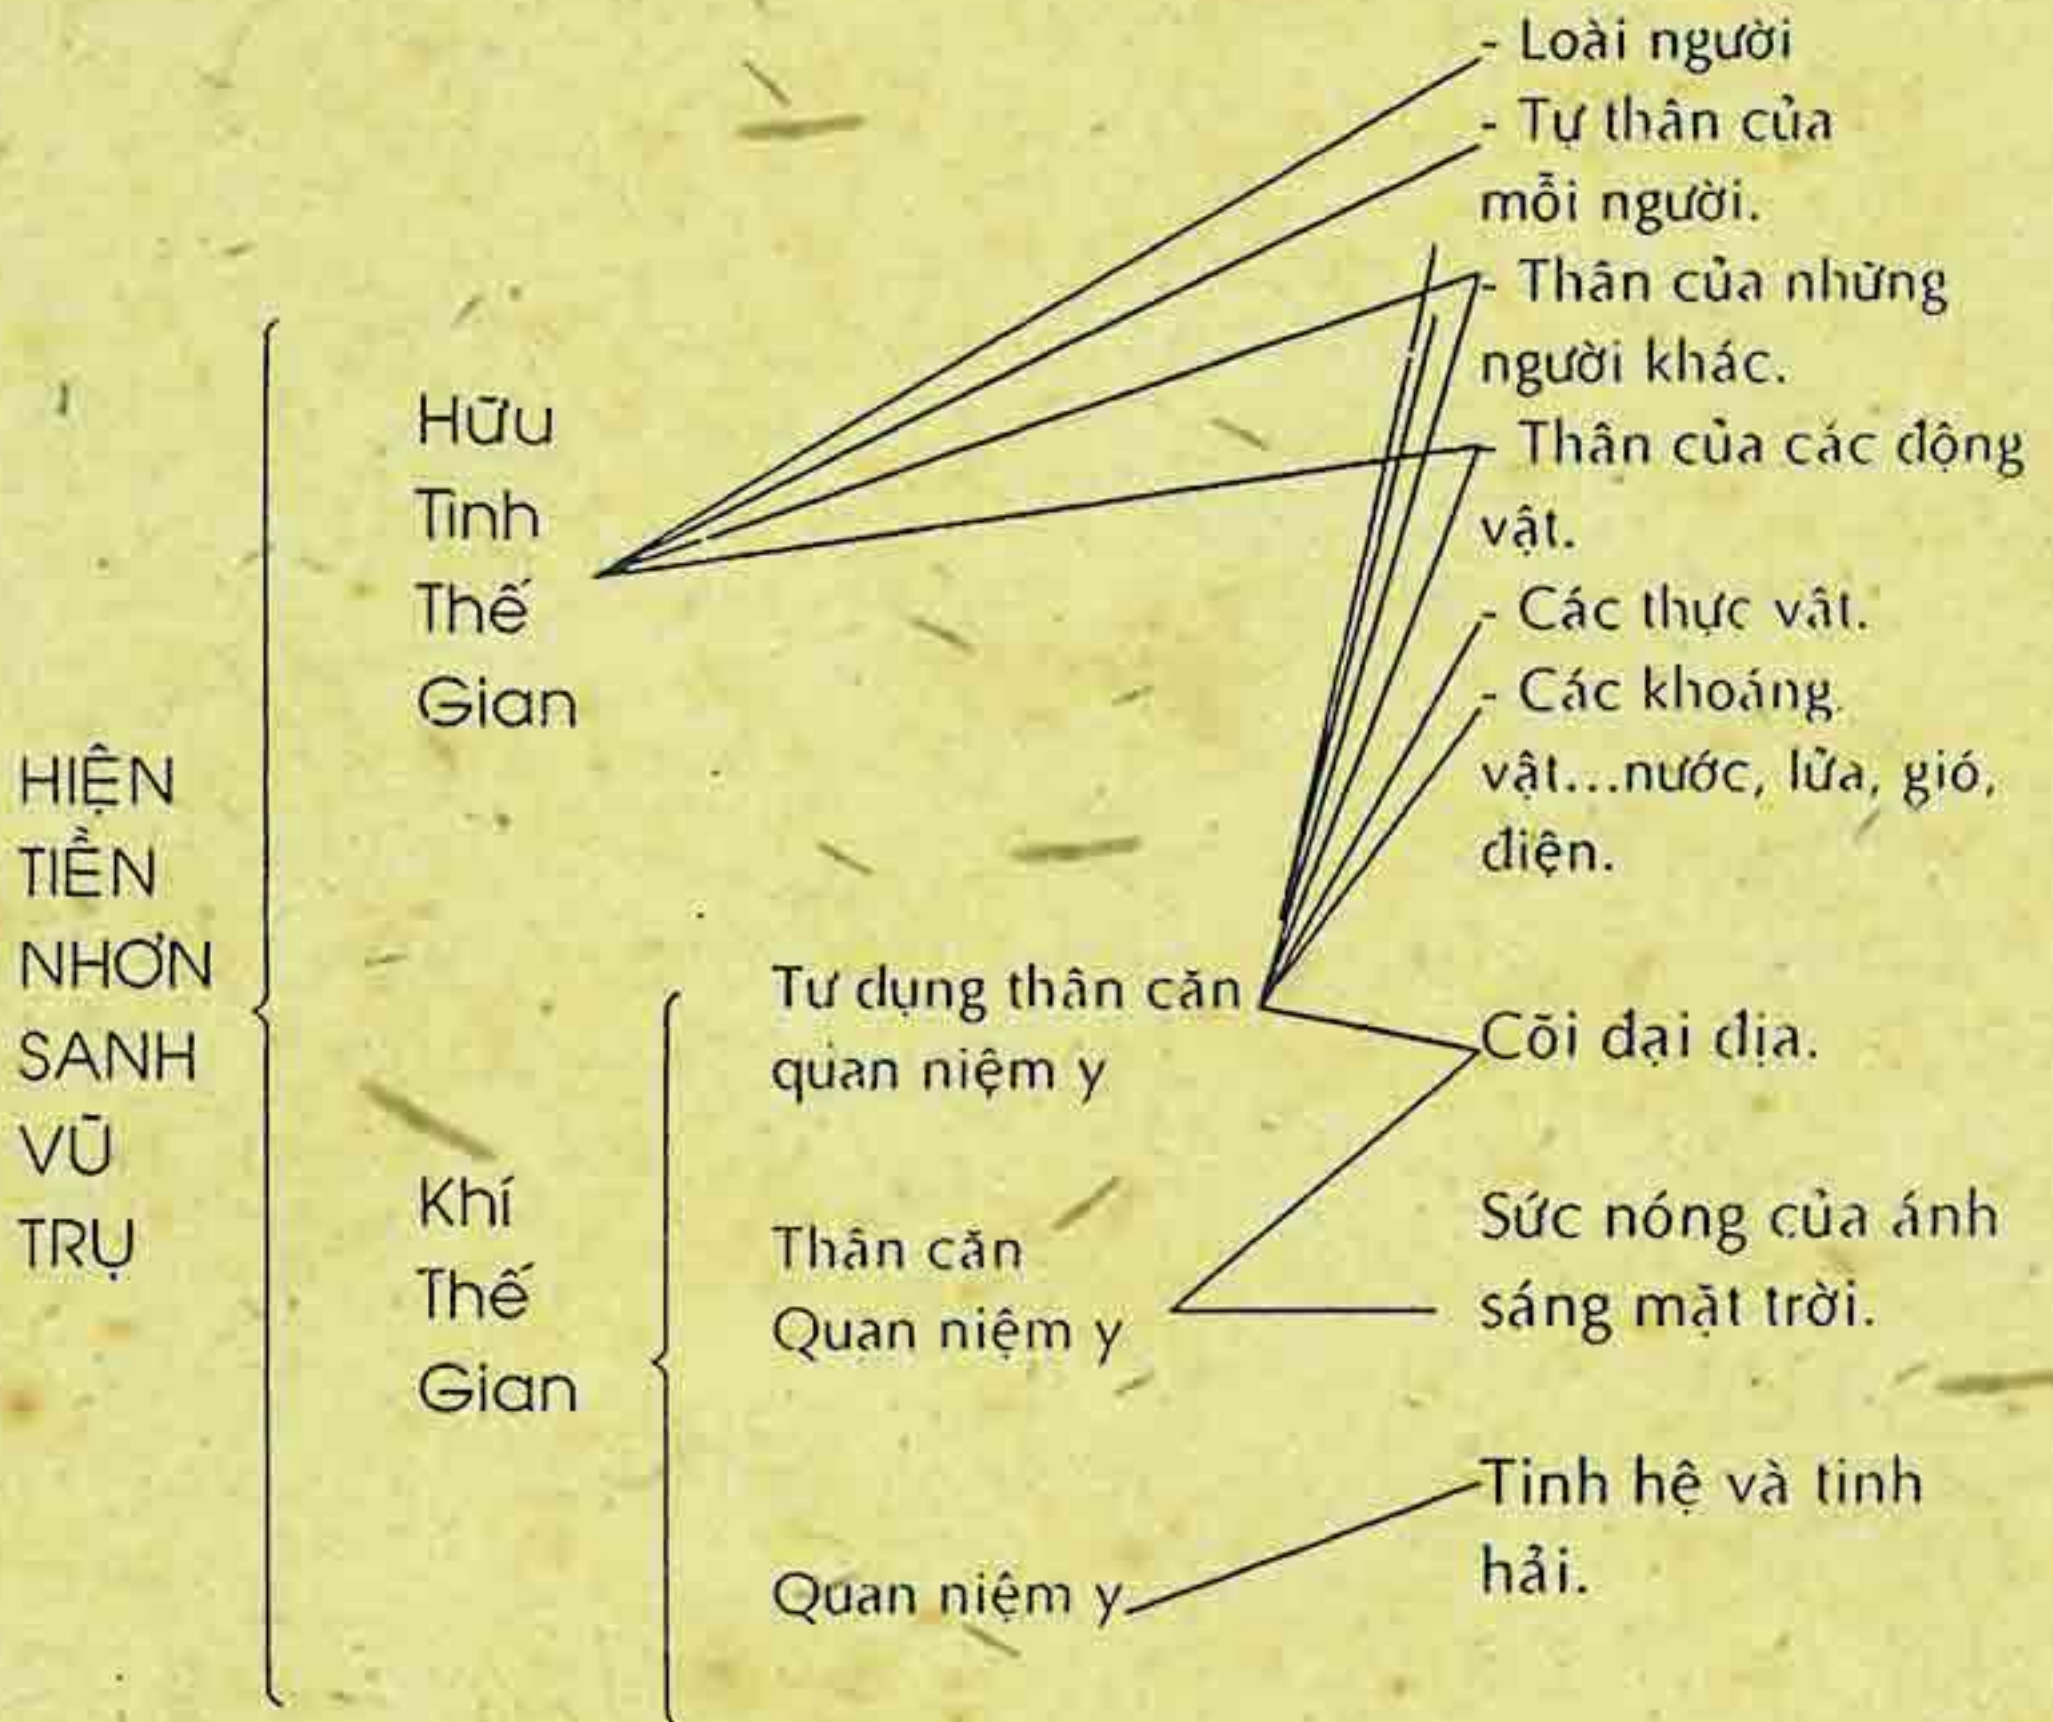 HIỆN
TIỀN
NHƠN
SANH
VŨ
TRỤ
Hữu
Tình
Thế
Gian
- Loài người
- Tự thân của
mỗi người.
- Thân của những
người khác.
- Thân của các động
vật.
- Các thực vât.
- Các khoáng
vật...nước, lửa, gió,
điện.
Khí
Thế
Gian
Tư dụng thân căn
quan niệm y
Cõi đại địa.
Thân căn
Quan niệm y
Sức nóng của ánh
sáng mặt trời.
Quan niệm y
Tinh hệ và tinh
hải.